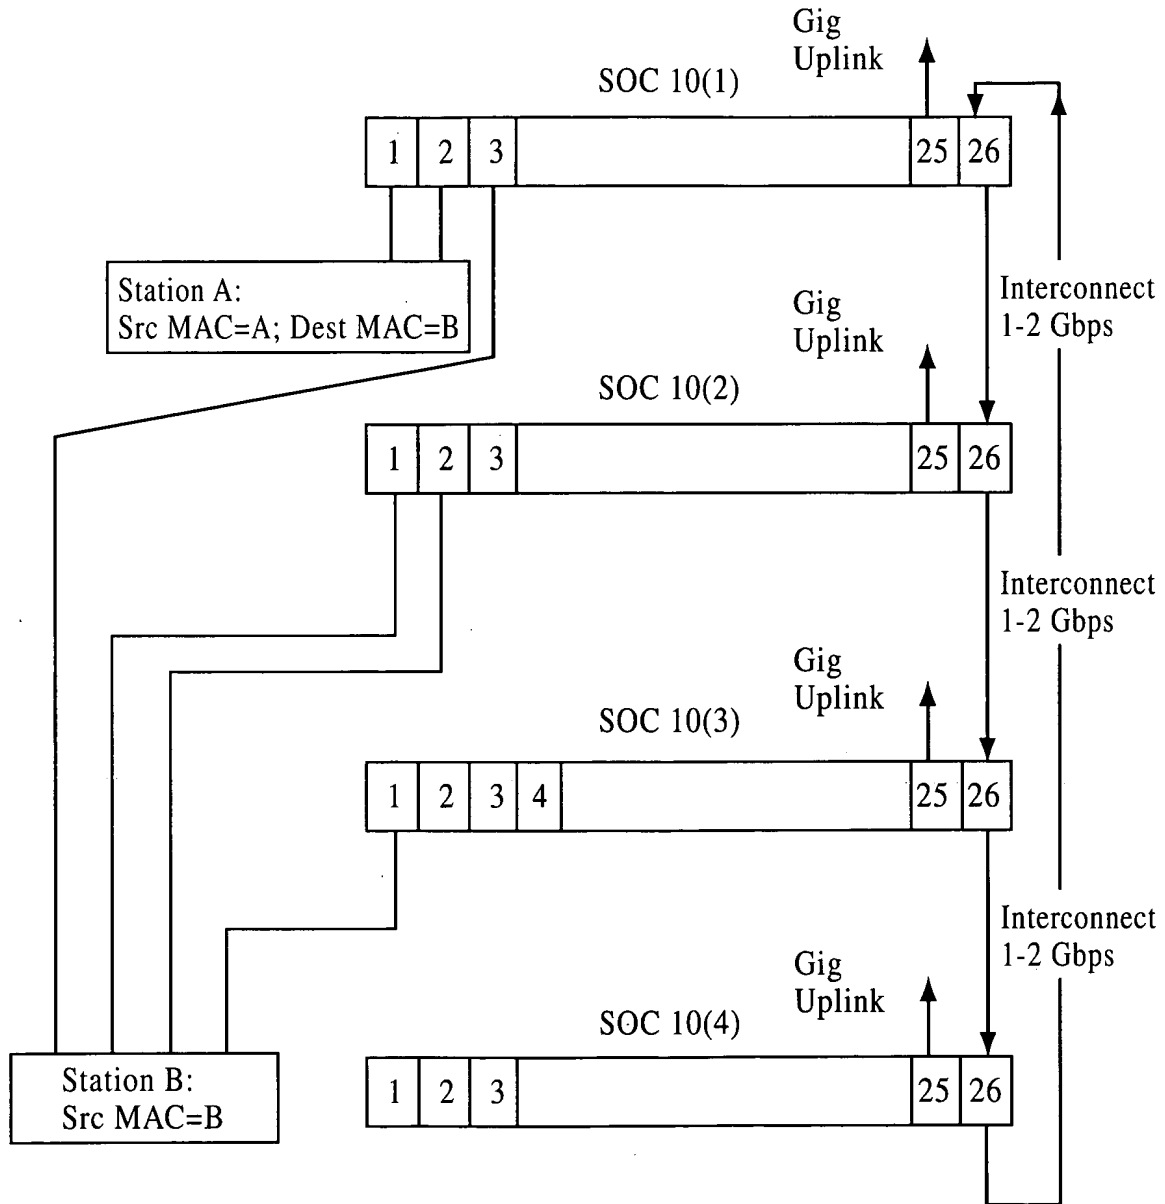 Gig
Uplink
SOC 10(1)
1 2 3 25 26
Station A:
Src MAC=A; Dest MAC=B
Interconnect
1-2 Gbps
Gig
Uplink
SOC 10(2)
1 2 3 25 26
Interconnect
1-2 Gbps
Gig
Uplink
SOC 10(3)
1 2 3 4 25 26
Interconnect
1-2 Gbps
Gig
Uplink
SOC 10(4)
1 2 3 25 26
Station B:
Src MAC=B